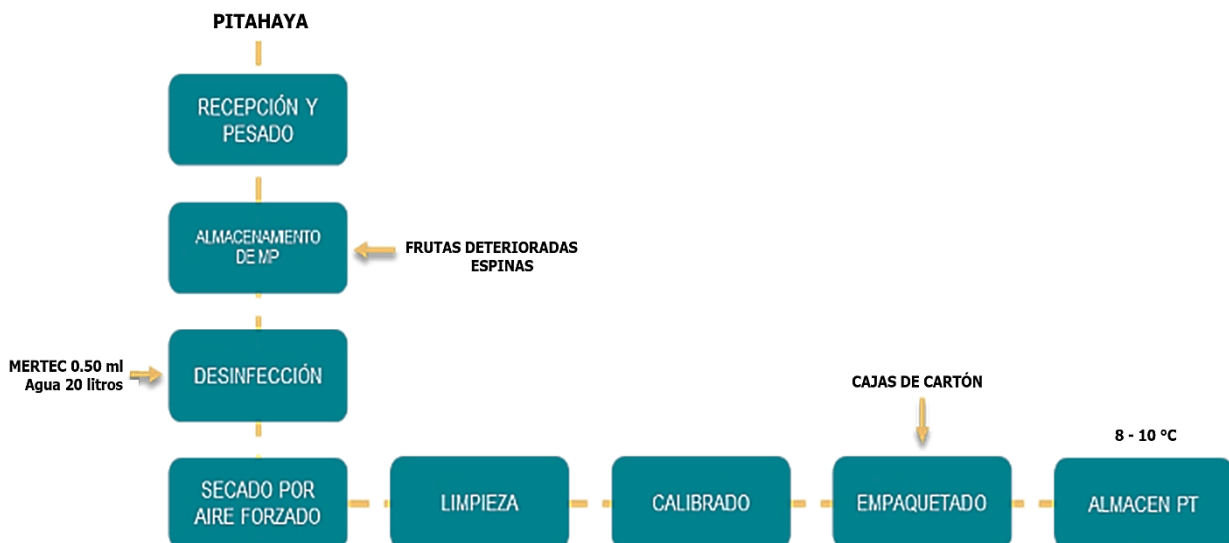 PITAHAYA
RECEPCIÓN Y
PESADO
ALMACENAMIENTO
DE MP
FRUTAS DETERIORADAS
ESPINAS
MERTEC 0.50 ml
Agua 20 litros
DESINFECCIÓN
CAJAS DE CARTÓN
8 - 10 °C
SECADO POR
AIRE FORZADO
LIMPIEZA
CALIBRADO
EMPAQUETADO
ALMACEN PT